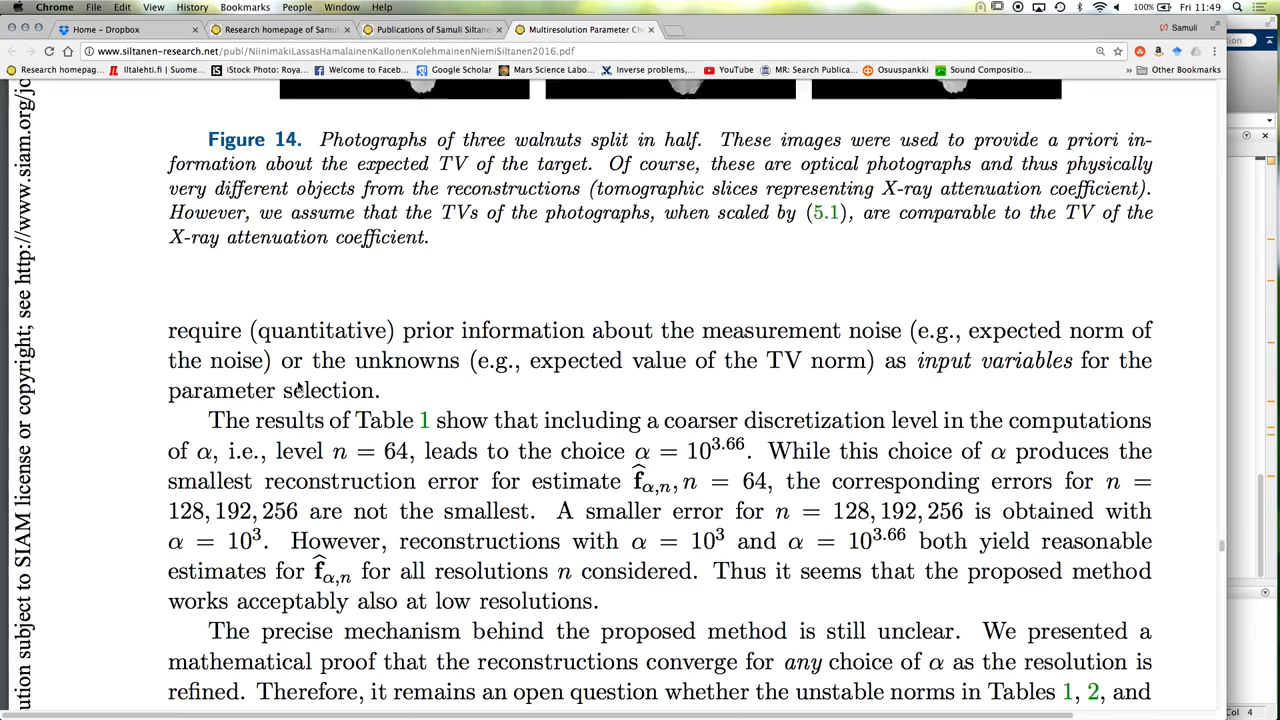 Chrome File Edit View History Bookmarks People Window Help 100% Fri 11:49
Home - Dropbox Research homepage of Samuli Publications of Samuli Siltane Multiresolution Parameter Ch Samuli
www.siltanen-research.net/publ/NiinimakiLassasHamalainenKallonenKolehmainenNiemiSiltanen2016.pdf
Research homepag... Iltalehti.fi | Suome... iStock Photo: Roya... Welcome to Faceb... Google Scholar Mars Science Labo... Inverse problems,... YouTube MR: Search Publica... Osuuspankki Sound Compositio... » Other Bookmarks
ution subject to SIAM license or copyright; see http://www.siam.org/jo
Figure 14. Photographs of three walnuts split in half. These images were used to provide a priori in-
formation about the expected TV of the target. Of course, these are optical photographs and thus physically
very different objects from the reconstructions (tomographic slices representing X-ray attenuation coefficient).
However, we assume that the TVs of the photographs, when scaled by (5.1), are comparable to the TV of the
X-ray attenuation coefficient.
require (quantitative) prior information about the measurement noise (e.g., expected norm of
the noise) or the unknowns (e.g., expected value of the TV norm) as input variables for the
parameter selection.
The results of Table 1 show that including a coarser discretization level in the computations
of α, i.e., level n = 64, leads to the choice α = 10^3.66. While this choice of α produces the
smallest reconstruction error for estimate f̂α,n, n = 64, the corresponding errors for n =
128, 192, 256 are not the smallest. A smaller error for n = 128, 192, 256 is obtained with
α = 10^3. However, reconstructions with α = 10^3 and α = 10^3.66 both yield reasonable
estimates for f̂α,n for all resolutions n considered. Thus it seems that the proposed method
works acceptably also at low resolutions.
The precise mechanism behind the proposed method is still unclear. We presented a
mathematical proof that the reconstructions converge for any choice of α as the resolution is
refined. Therefore, it remains an open question whether the unstable norms in Tables 1, 2, and
Col 4